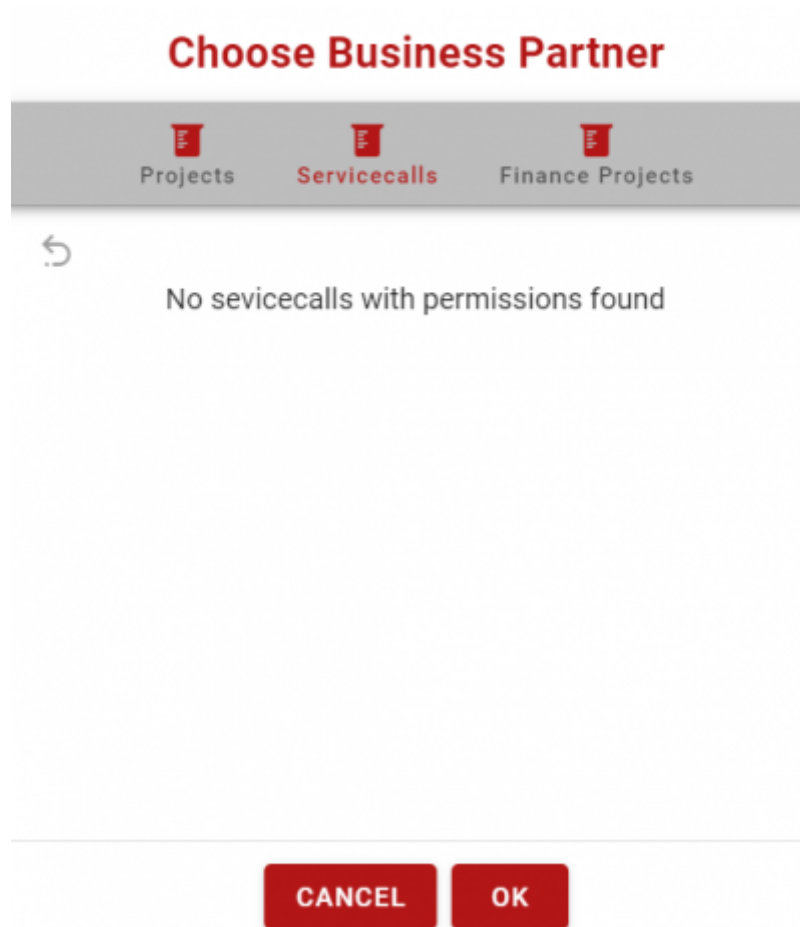 Choose Business Partner
Projects Servicecalls Finance Projects
No sevicecalls with permissions found
CANCEL OK